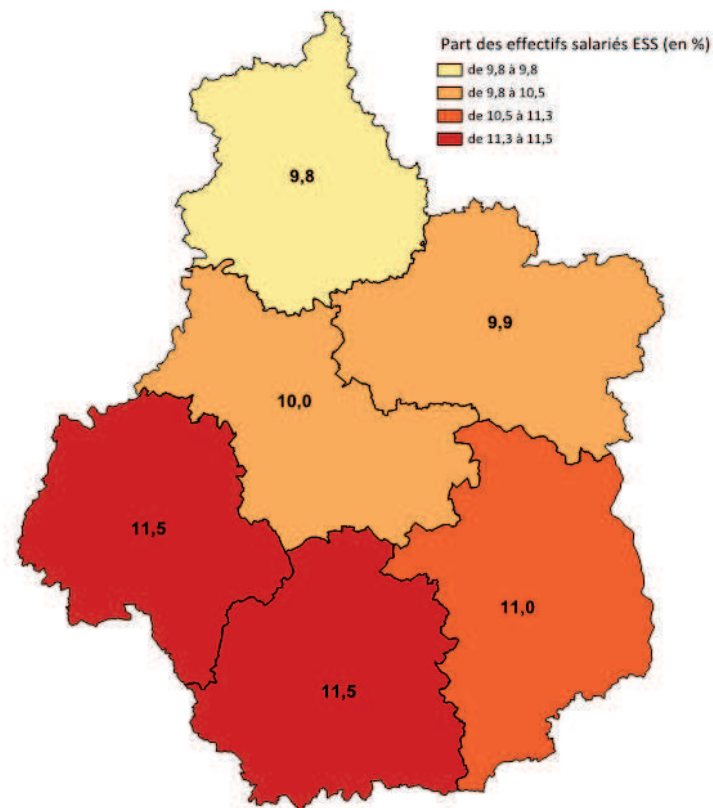 Part des effectifs salariés ESS (en %)
de 9,8 à 9,8
de 9,8 à 10,5
de 10,5 à 11,3
de 11,3 à 11,5
9,8
9,9
10,0
11,5
11,0
11,5